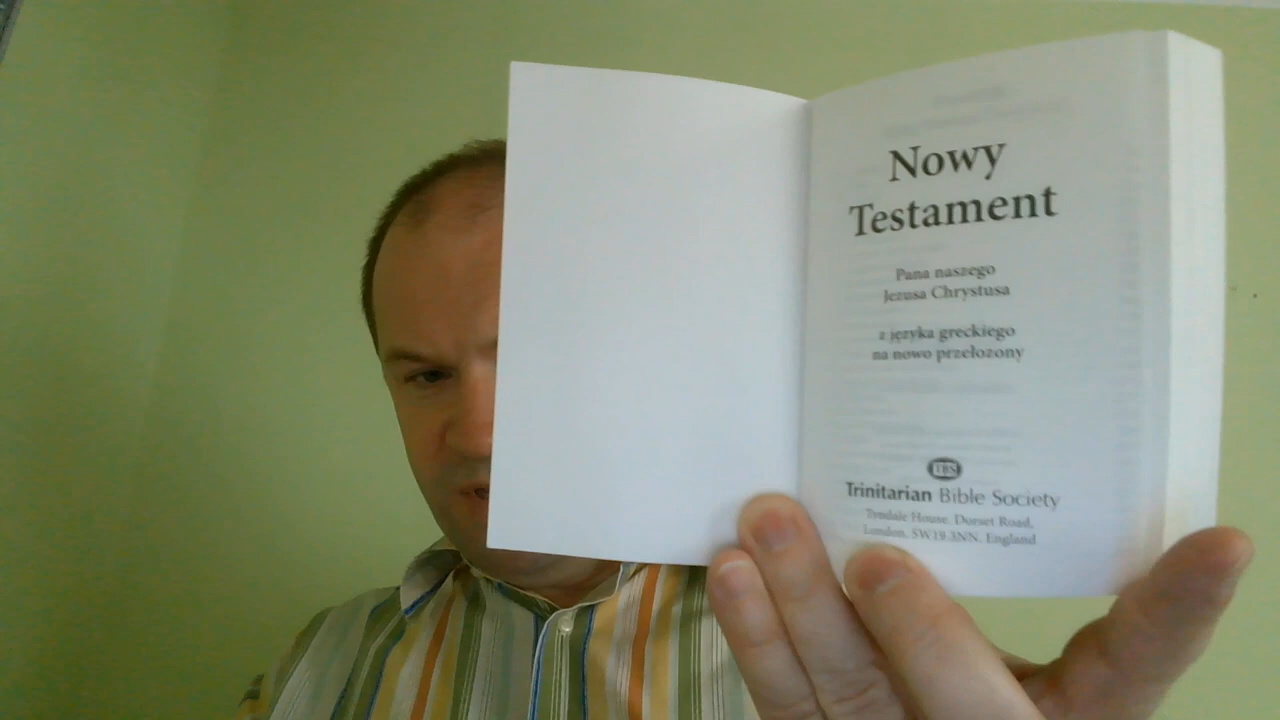 Nowy
Testament
Pana naszego
Jezusa Chrystusa
z języka greckiego
na nowo przełożony
TBS
Trinitarian Bible Society
Tyndale House, Dorset Road,
London, SW19 3NN, England